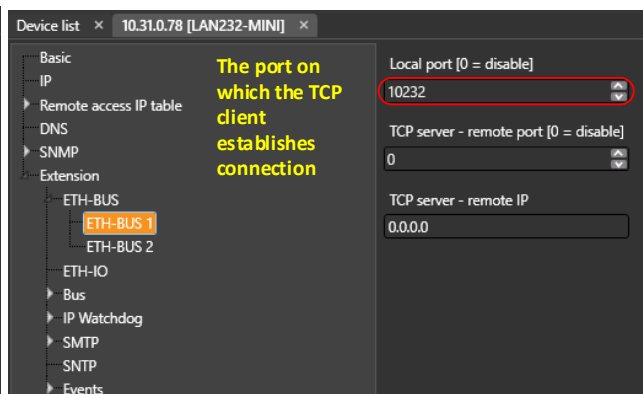 Device list × 10.31.0.78 [LAN232-MINI] ×
Basic
IP
Remote access IP table
DNS
SNMP
Extension
ETH-BUS
ETH-BUS 1
ETH-BUS 2
ETH-IO
Bus
IP Watchdog
SMTP
SNTP
Events
The port on
which the TCP
client
establishes
connection
Local port [0 = disable]
10232
TCP server - remote port [0 = disable]
0
TCP server - remote IP
0.0.0.0